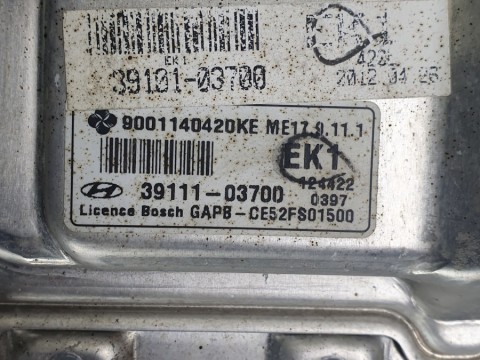 EK1
39101-03700
2012.04.06
9001140420KE ME17.9.11.1
EK1
39111-03700
124422
0397
Licence Bosch GAPB-CE52FS01500